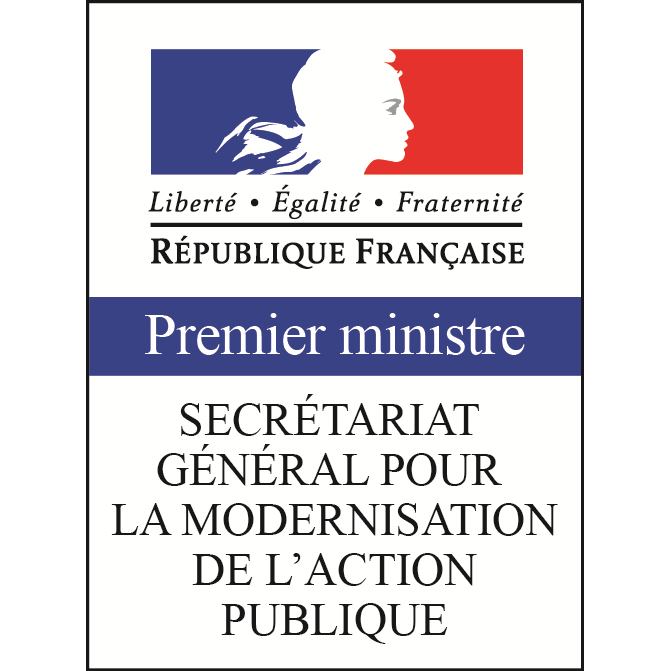 Liberté • Égalité • Fraternité
RÉPUBLIQUE FRANÇAISE
Premier ministre
SECRÉTARIAT
GÉNÉRAL POUR
LA MODERNISATION
DE L’ACTION
PUBLIQUE